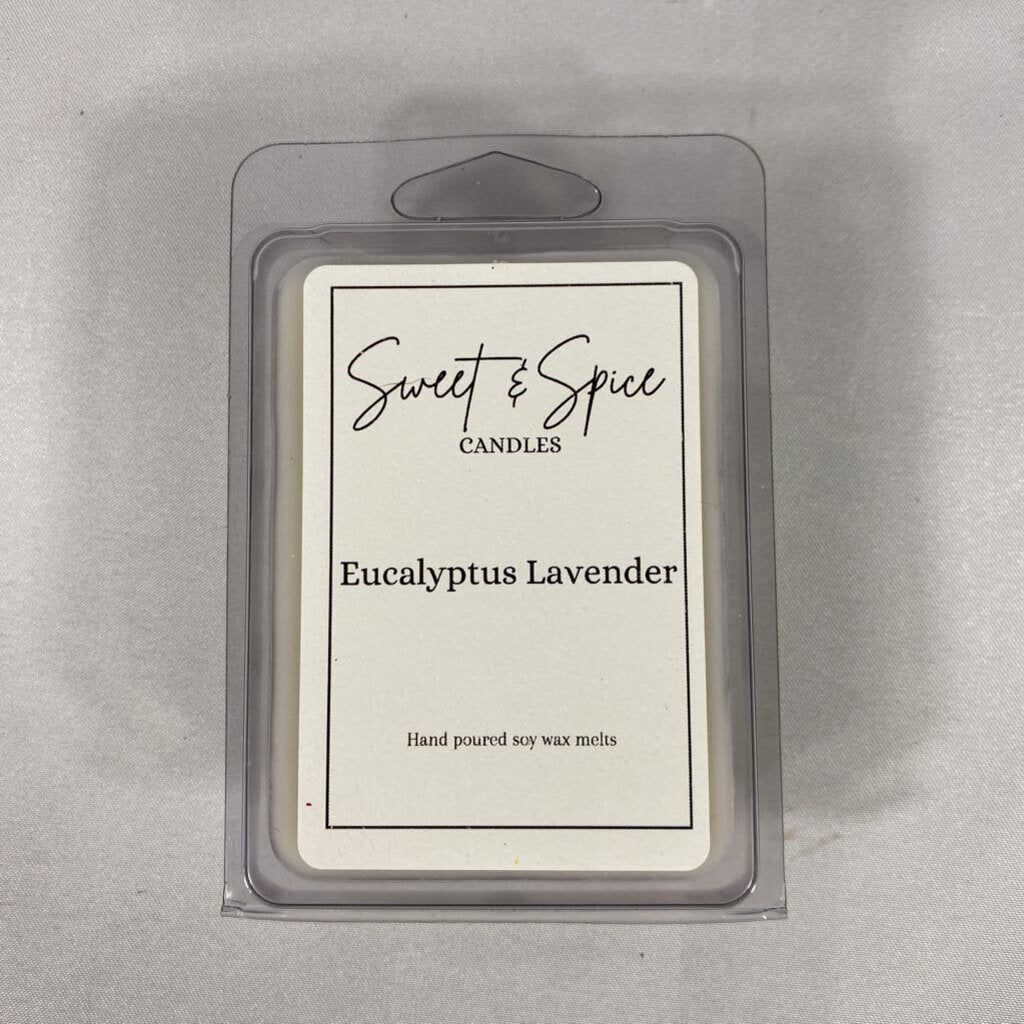 Sweet & Spice
CANDLES
Eucalyptus Lavender
Hand poured soy wax melts